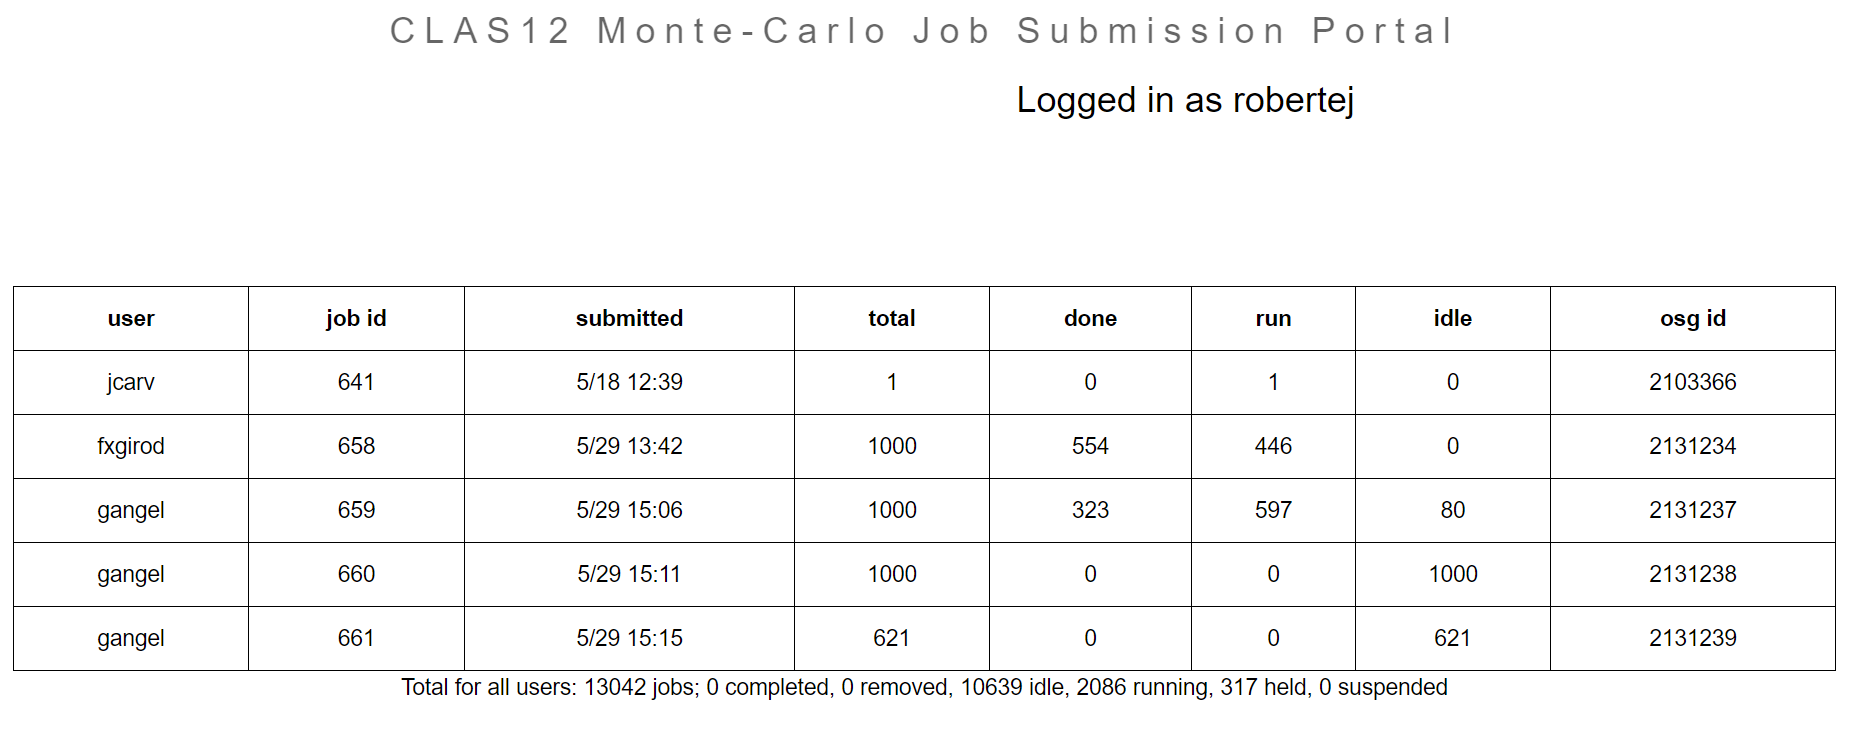 CLAS12 Monte-Carlo Job Submission Portal
Logged in as robertej
user job id submitted total done run idle osg id
jcarv 641 5/18 12:39 1 0 1 0 2103366
fxgirod 658 5/29 13:42 1000 554 446 0 2131234
gangel 659 5/29 15:06 1000 323 597 80 2131237
gangel 660 5/29 15:11 1000 0 0 1000 2131238
gangel 661 5/29 15:15 621 0 0 621 2131239
Total for all users: 13042 jobs; 0 completed, 0 removed, 10639 idle, 2086 running, 317 held, 0 suspended